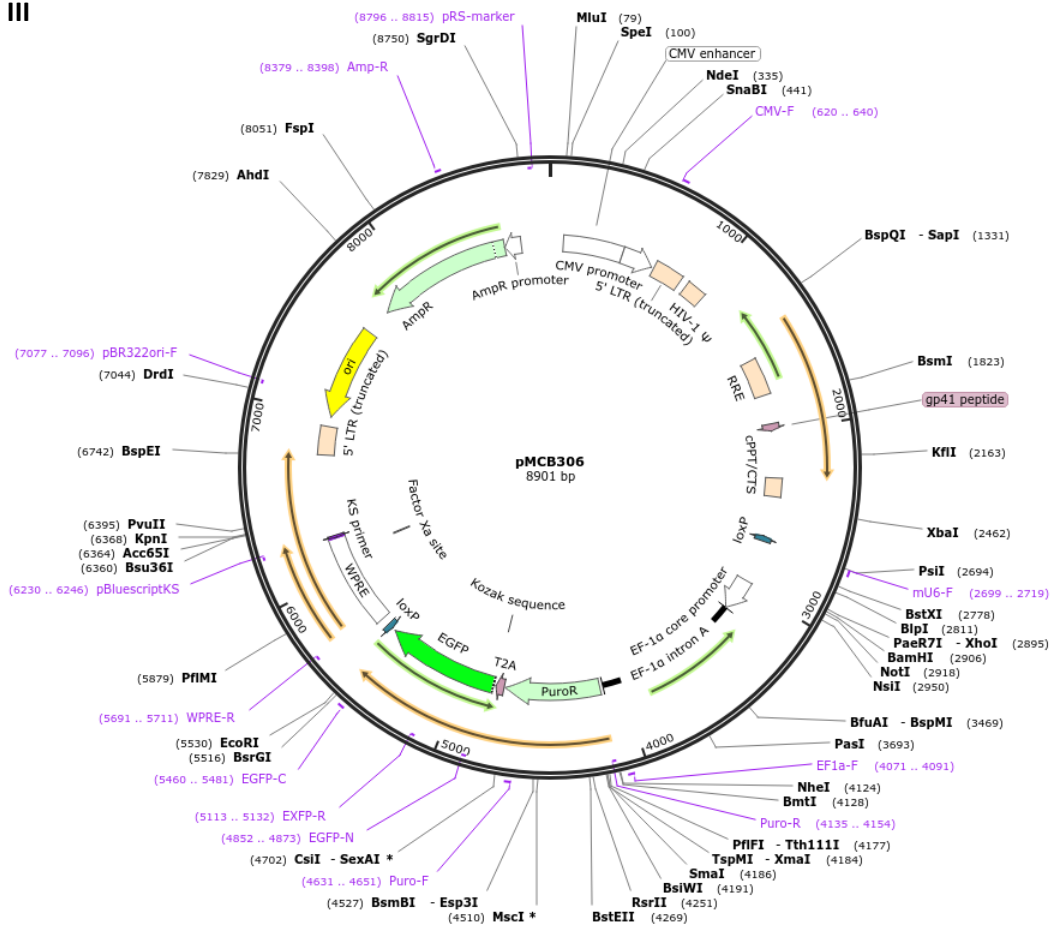 III
(8796 .. 8815) pRS-marker
(8750) SgrDI
(8379 .. 8398) Amp-R
(8051) FspI
(7829) AhdI
MluI (79)
SpeI (100)
CMV enhancer
NdeI (335)
SnaBI (441)
CMV-F (620 .. 640)
BspQI - SapI (1331)
BsmI (1823)
gp41 peptide
KflI (2163)
XbaI (2462)
PsiI (2694)
mU6-F (2699 .. 2719)
BstXI (2778)
BlpI (2811)
PaeR7I - XhoI (2895)
BamHI (2906)
NotI (2918)
NsiI (2950)
BfuAI - BspMI (3469)
PasI (3693)
EF1a-F (4071 .. 4091)
NheI (4124)
BmtI (4128)
Puro-R (4135 .. 4154)
PflFI - Tth111I (4177)
TspMI - XmaI (4184)
SmaI (4186)
BsiWI (4191)
RsrII (4251)
BstEII (4269)
(7077 .. 7096) pBR322ori-F
(7044) DrdI
(6742) BspEI
(6395) PvuII
(6368) KpnI
(6364) Acc65I
(6360) Bsu36I
(6230 .. 6246) pBluescriptKS
(5879) PflMI
(5691 .. 5711) WPRE-R
(5530) EcoRI
(5516) BsrGI
(5460 .. 5481) EGFP-C
(5113 .. 5132) EXFP-R
(4852 .. 4873) EGFP-N
(4702) CsiI - SexAI *
(4631 .. 4651) Puro-F
(4527) BsmBI - Esp3I
(4510) MscI *
1000
2000
3000
4000
5000
6000
7000
8000
CMV promoter
5' LTR (truncated)
HIV-1 Ψ
RRE
cPPT/CTS
loxP
EF-1α core promoter
EF-1α intron A
PuroR
T2A
EGFP
loxP
WPRE
KS primer
Factor Xa site
Kozak sequence
5' LTR (truncated)
ori
AmpR
AmpR promoter
pMCB306
8901 bp